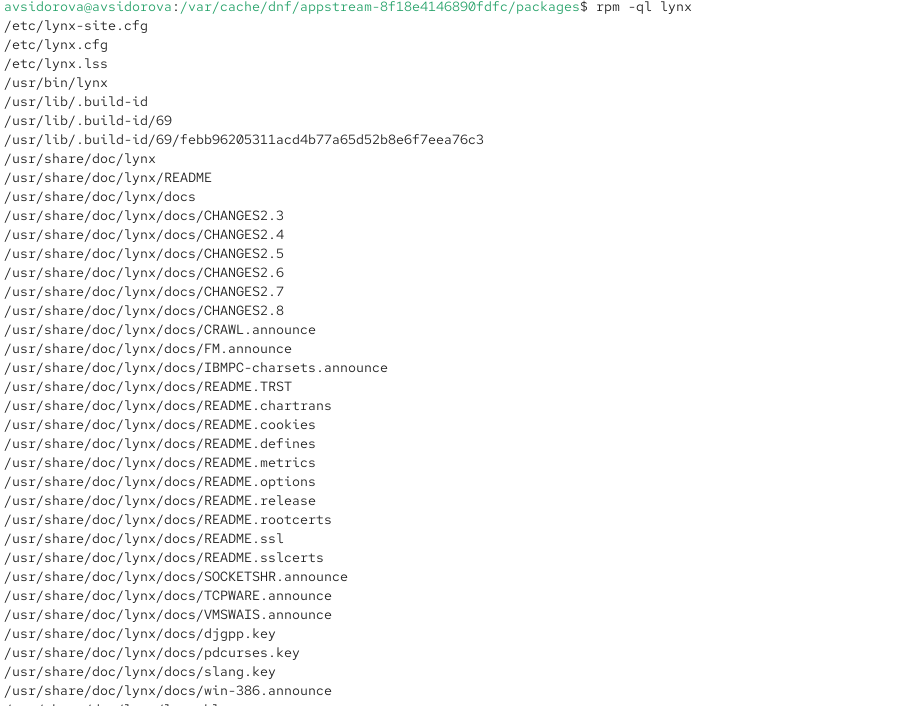 avsidorova@avsidorova:/var/cache/dnf/appstream-8f18e4146890fdfc/packages$ rpm -ql lynx
/etc/lynx-site.cfg
/etc/lynx.cfg
/etc/lynx.lss
/usr/bin/lynx
/usr/lib/.build-id
/usr/lib/.build-id/69
/usr/lib/.build-id/69/febb96205311acd4b77a65d52b8e6f7eea76c3
/usr/share/doc/lynx
/usr/share/doc/lynx/README
/usr/share/doc/lynx/docs
/usr/share/doc/lynx/docs/CHANGES2.3
/usr/share/doc/lynx/docs/CHANGES2.4
/usr/share/doc/lynx/docs/CHANGES2.5
/usr/share/doc/lynx/docs/CHANGES2.6
/usr/share/doc/lynx/docs/CHANGES2.7
/usr/share/doc/lynx/docs/CHANGES2.8
/usr/share/doc/lynx/docs/CRAWL.announce
/usr/share/doc/lynx/docs/FM.announce
/usr/share/doc/lynx/docs/IBMPC-charsets.announce
/usr/share/doc/lynx/docs/README.TRST
/usr/share/doc/lynx/docs/README.chartrans
/usr/share/doc/lynx/docs/README.cookies
/usr/share/doc/lynx/docs/README.defines
/usr/share/doc/lynx/docs/README.metrics
/usr/share/doc/lynx/docs/README.options
/usr/share/doc/lynx/docs/README.release
/usr/share/doc/lynx/docs/README.rootcerts
/usr/share/doc/lynx/docs/README.ssl
/usr/share/doc/lynx/docs/README.sslcerts
/usr/share/doc/lynx/docs/SOCKETSHR.announce
/usr/share/doc/lynx/docs/TCPWARE.announce
/usr/share/doc/lynx/docs/VMSWAIS.announce
/usr/share/doc/lynx/docs/djgpp.key
/usr/share/doc/lynx/docs/pdcurses.key
/usr/share/doc/lynx/docs/slang.key
/usr/share/doc/lynx/docs/win-386.announce